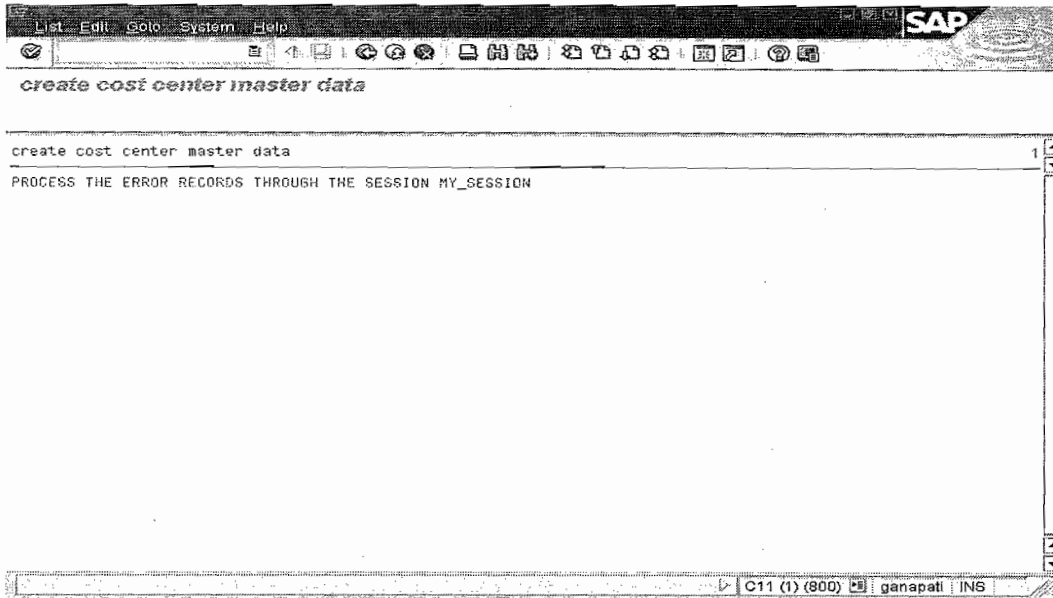 List Edit Goto System Help
SAP
create cost center master data
create cost center master data 1
PROCESS THE ERROR RECORDS THROUGH THE SESSION MY_SESSION
C11 (1) (800) ganapati INS